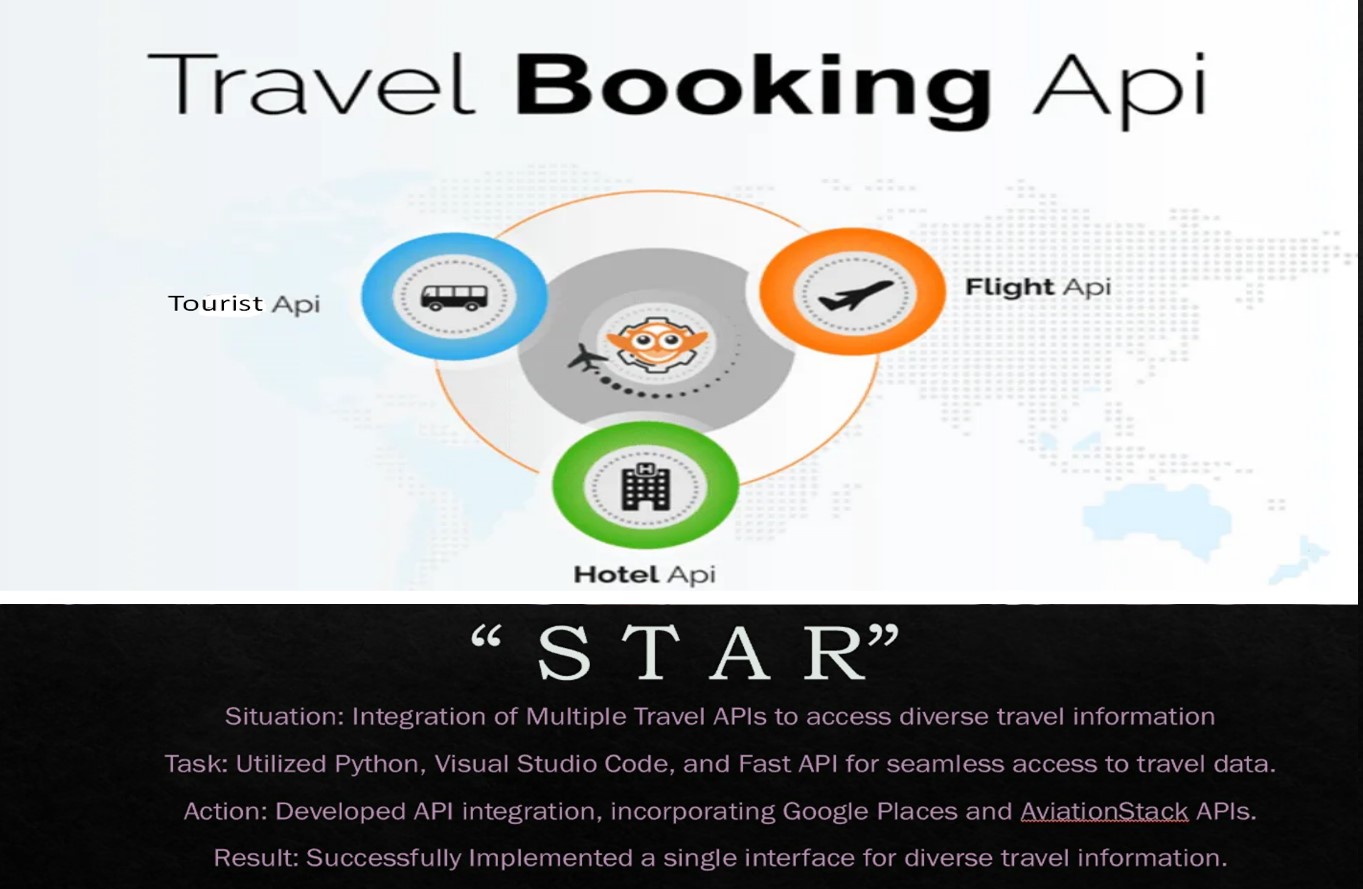 Travel Booking Api
Tourist Api
Flight Api
H
Hotel Api
“ S T A R”
Situation: Integration of Multiple Travel APIs to access diverse travel information
Task: Utilized Python, Visual Studio Code, and Fast API for seamless access to travel data.
Action: Developed API integration, incorporating Google Places and AviationStack APIs.
Result: Successfully Implemented a single interface for diverse travel information.